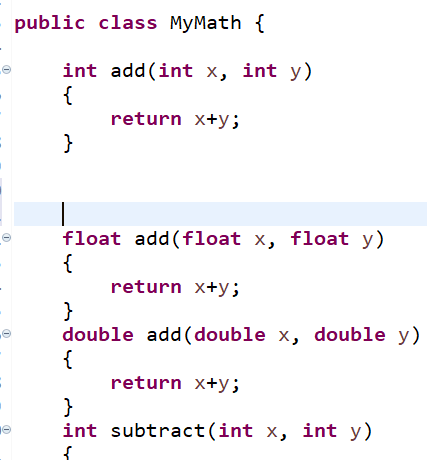 public class MyMath {
int add(int x, int y)
{
return x+y;
}
float add(float x, float y)
{
return x+y;
}
double add(double x, double y)
{
return x+y;
}
int subtract(int x, int y)
{